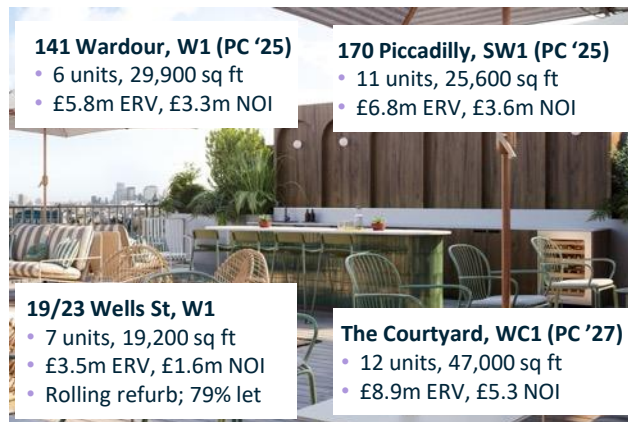 141 Wardour, W1 (PC ‘25)
• 6 units, 29,900 sq ft
• £5.8m ERV, £3.3m NOI
170 Piccadilly, SW1 (PC ‘25)
• 11 units, 25,600 sq ft
• £6.8m ERV, £3.6m NOI
19/23 Wells St, W1
• 7 units, 19,200 sq ft
• £3.5m ERV, £1.6m NOI
• Rolling refurb; 79% let
The Courtyard, WC1 (PC ’27)
• 12 units, 47,000 sq ft
• £8.9m ERV, £5.3 NOI